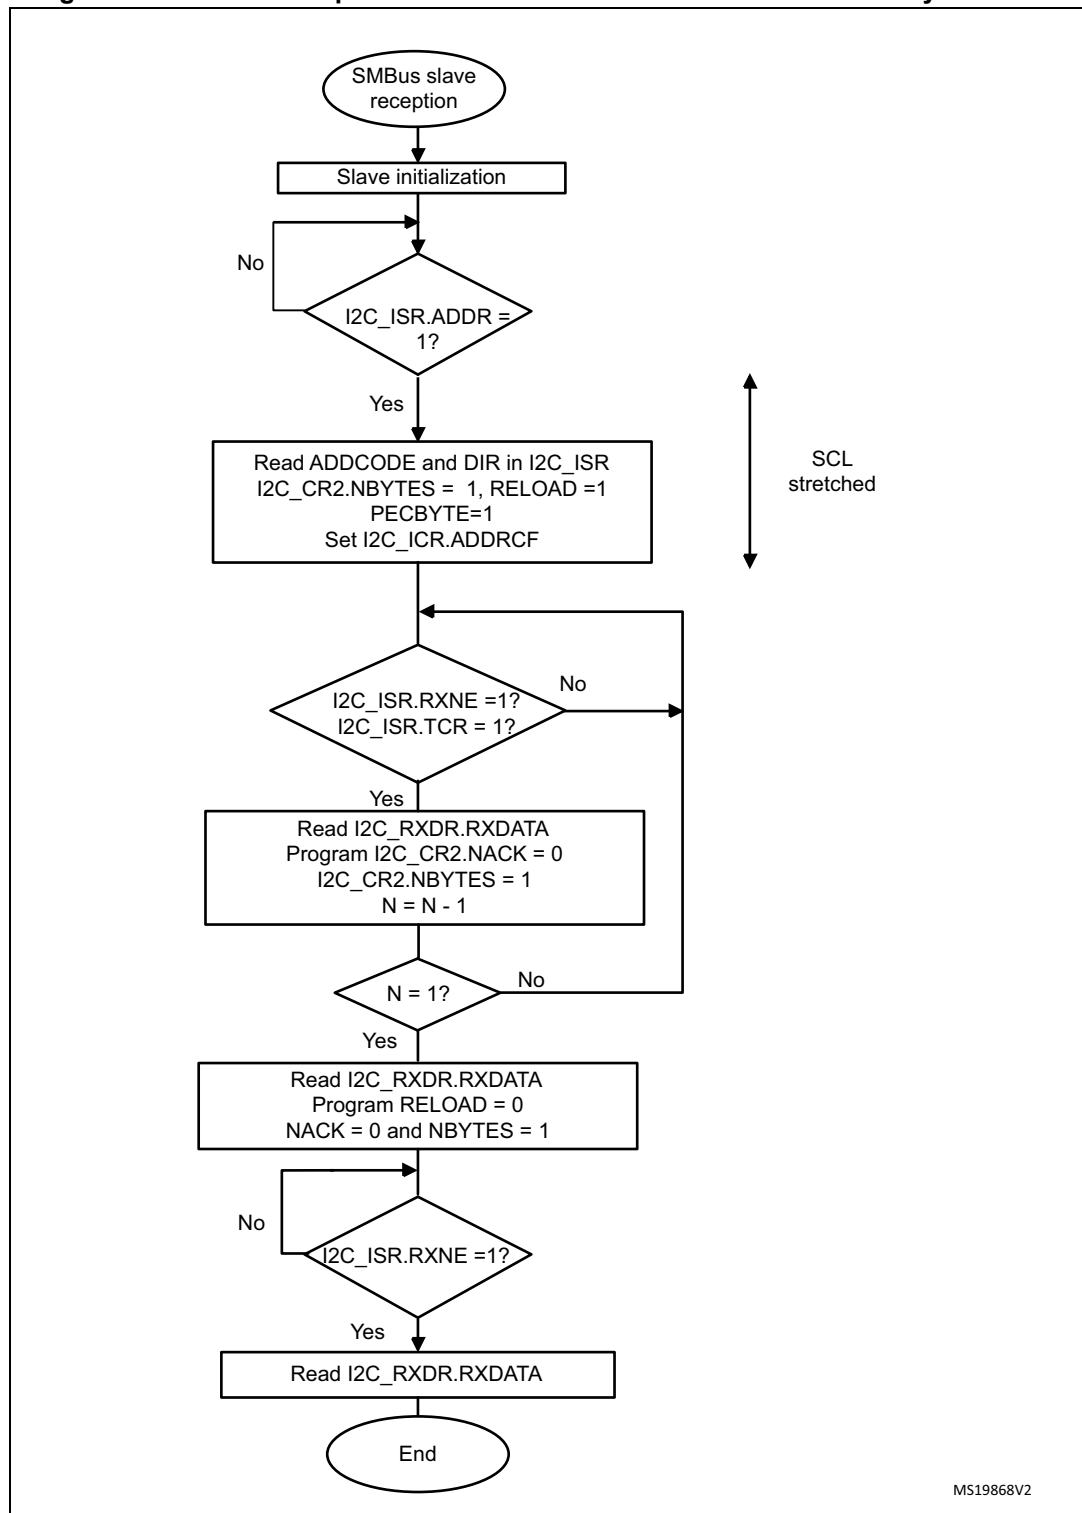 SMBus slave
reception
Slave initialization
No
I2C_ISR.ADDR =
1?
Yes
Read ADDCODE and DIR in I2C_ISR
I2C_CR2.NBYTES = 1, RELOAD =1
PECBYTE=1
Set I2C_ICR.ADDRCF
SCL
stretched
I2C_ISR.RXNE =1?
I2C_ISR.TCR = 1?
No
Yes
Read I2C_RXDR.RXDATA
Program I2C_CR2.NACK = 0
I2C_CR2.NBYTES = 1
N = N - 1
N = 1?
No
Yes
Read I2C_RXDR.RXDATA
Program RELOAD = 0
NACK = 0 and NBYTES = 1
No
I2C_ISR.RXNE =1?
Yes
Read I2C_RXDR.RXDATA
End
MS19868V2